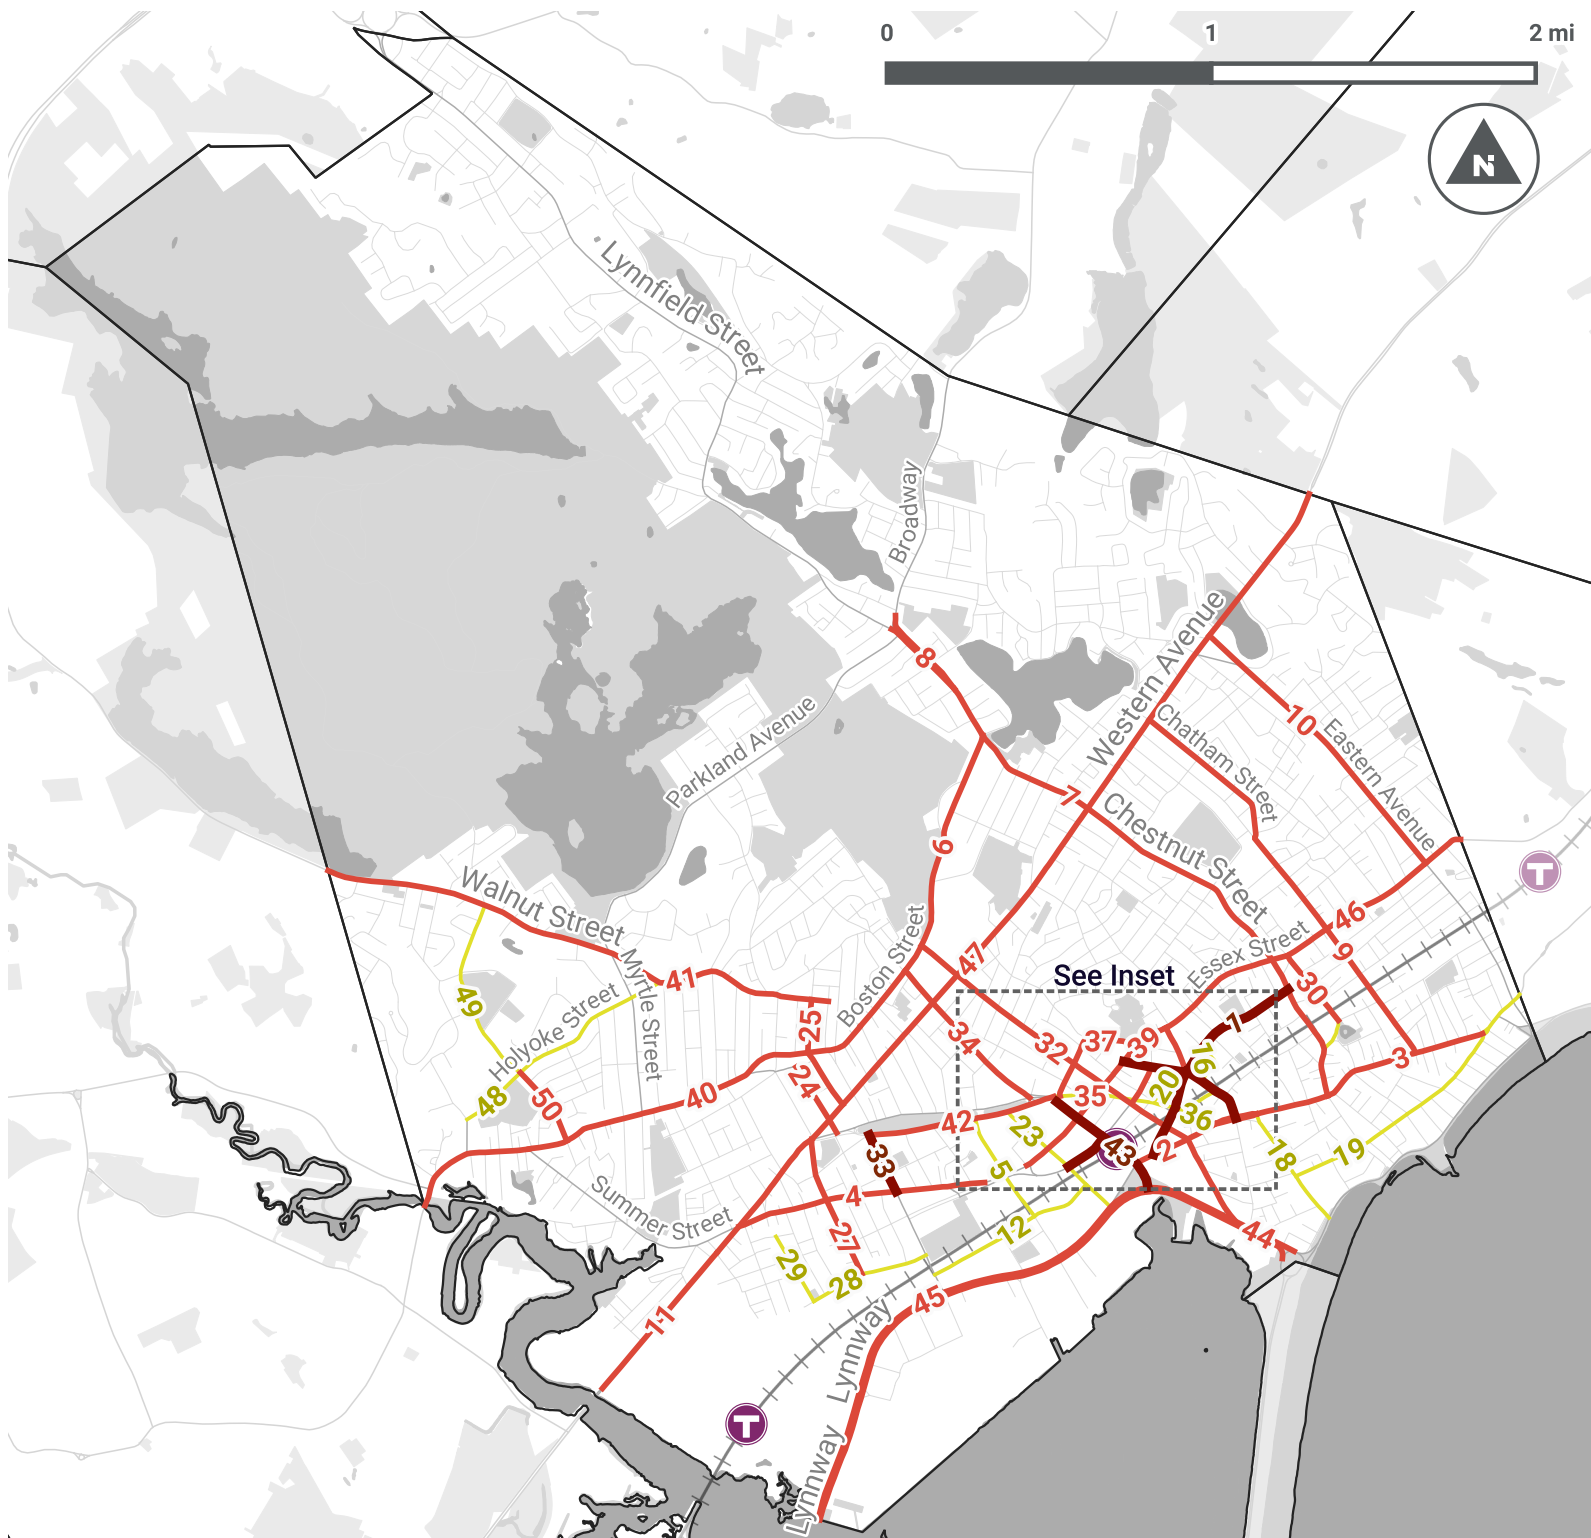 0 1 2 mi
N
Lynnfield Street
Broadway
Western Avenue
8
Parkland Avenue
Chatham Street
10
Eastern Avenue
7
Chestnut Street
6
T
Walnut Street
Boston Street
47
Essex Street
46
9
See Inset
41
Myrtle Street
49
Holyoke Street
25
30
1
34
32
37
39
16
3
48
50
40
24
20
35
36
42
23
43
2
33
5
18
19
Summer Street
4
27
12
44
29
28
45
11
Lynnway
T
Lynnway